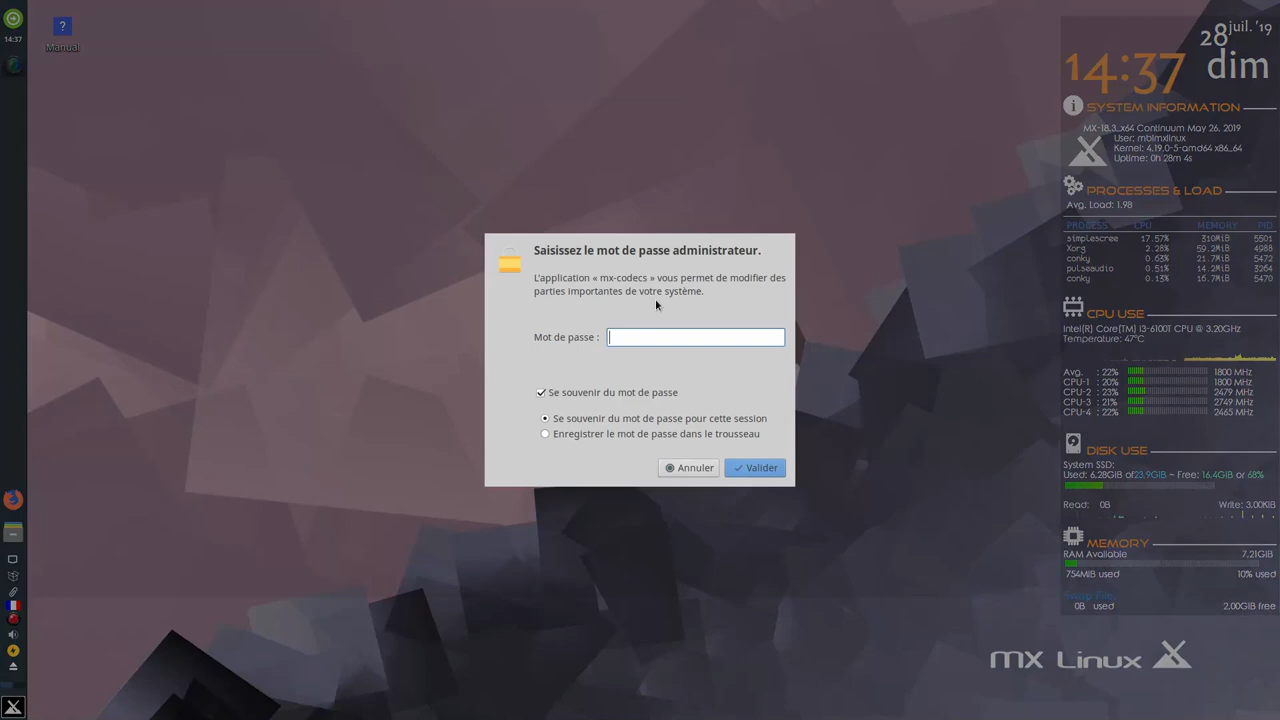 14:37
?
Manual
Saisissez le mot de passe administrateur.
L'application « mx-codecs » vous permet de modifier des
parties importantes de votre système.
Mot de passe :
Se souvenir du mot de passe
Se souvenir du mot de passe pour cette session
Enregistrer le mot de passe dans le trousseau
Annuler
Valider
28 juil. '19
14:37 dim
SYSTEM INFORMATION
MX-18.3_x64 Continuum May 26, 2019
User: mblmxlinux
Kernel: 4.19.0-5-amd64 x86_64
Uptime: 0h 28m 4s
PROCESSES & LOAD
Avg. Load: 1.98
PROCESS CPU MEMORY PID
simplescree 17.57% 310MiB 5501
Xorg 2.28% 59.2MiB 4988
conky 0.63% 21.7MiB 5472
pulseaudio 0.51% 14.2MiB 3264
conky 0.13% 16.7MiB 5470
CPU USE
Intel(R) Core(TM) i3-6100T CPU @ 3.20GHz
Temperature: 47°C
Avg. : 22% 1800 MHz
CPU-1 : 20% 1800 MHz
CPU-2 : 23% 2479 MHz
CPU-3 : 21% 2749 MHz
CPU-4 : 22% 2465 MHz
DISK USE
System SSD:
Used: 6.28GiB of23.9GiB ~ Free: 16.4GiB or 68%
Read: 0B Write: 3.00KiB
MEMORY
RAM Available 7.21GiB
754MiB used 10% used
Swap File
0B used 2.00GiB free
mx Linux